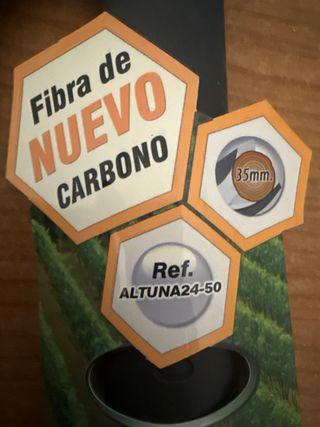 Fibra de
NUEVO
CARBONO
35mm.
Ref.
ALTUNA24-50